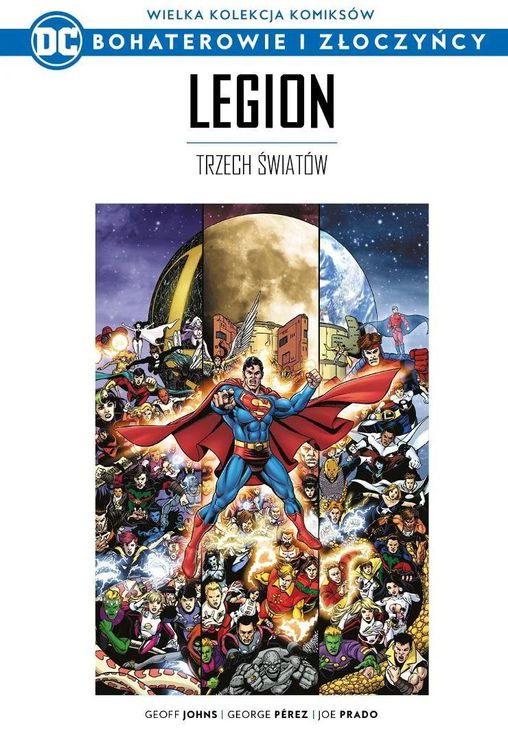 WIELKA KOLEKCJA KOMIKSÓW
DC BOHATEROWIE I ZŁOCZYŃCY
LEGION
TRZECH ŚWIATÓW
GEOFF JOHNS | GEORGE PÉREZ | JOE PRADO